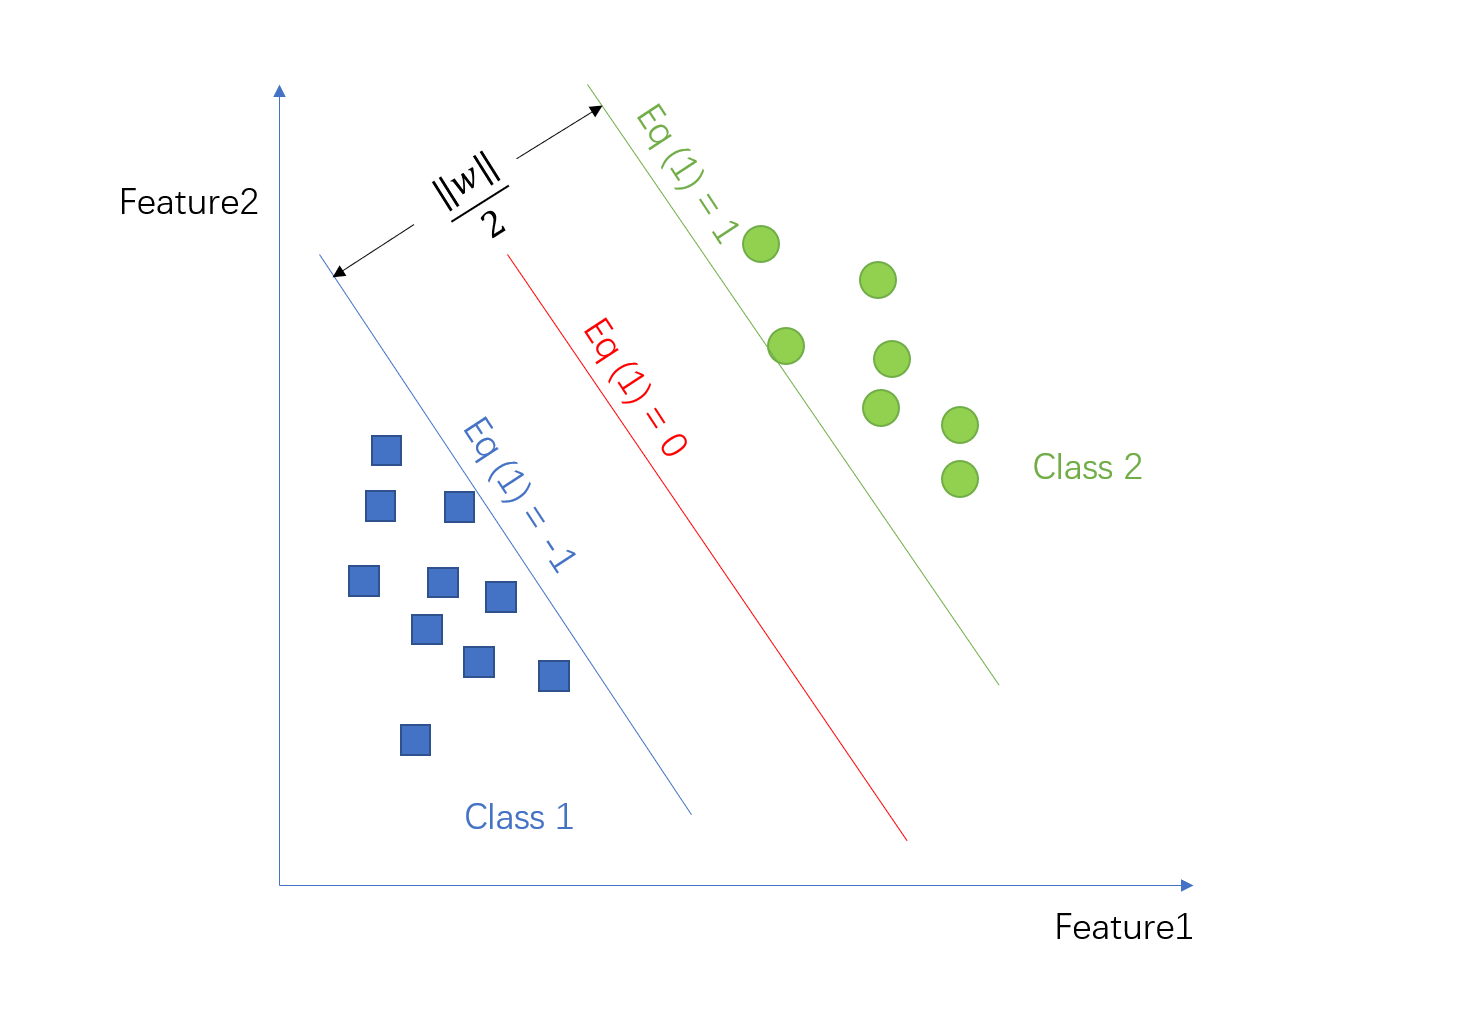 Feature2
‖w‖
2
Eq (1) = 1
Eq (1) = 0
Eq (1) = -1
Class 2
Class 1
Feature1